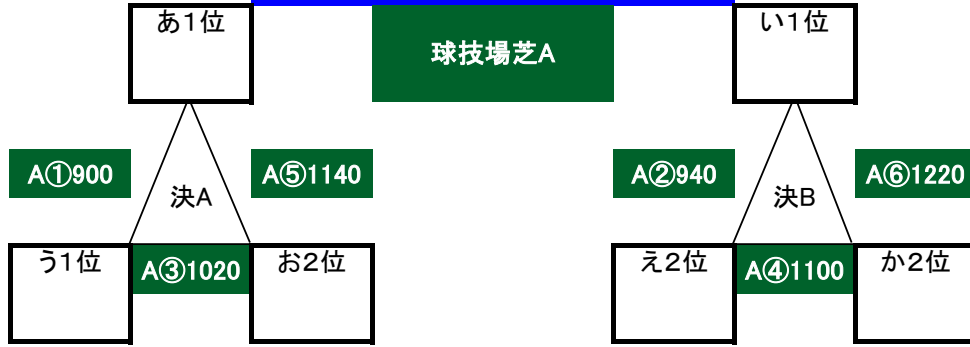 あ1位
球技場芝A
い1位
A①900
A⑤1140
A②940
A⑥1220
決A
決B
う1位
A③1020
お2位
え2位
A④1100
か2位